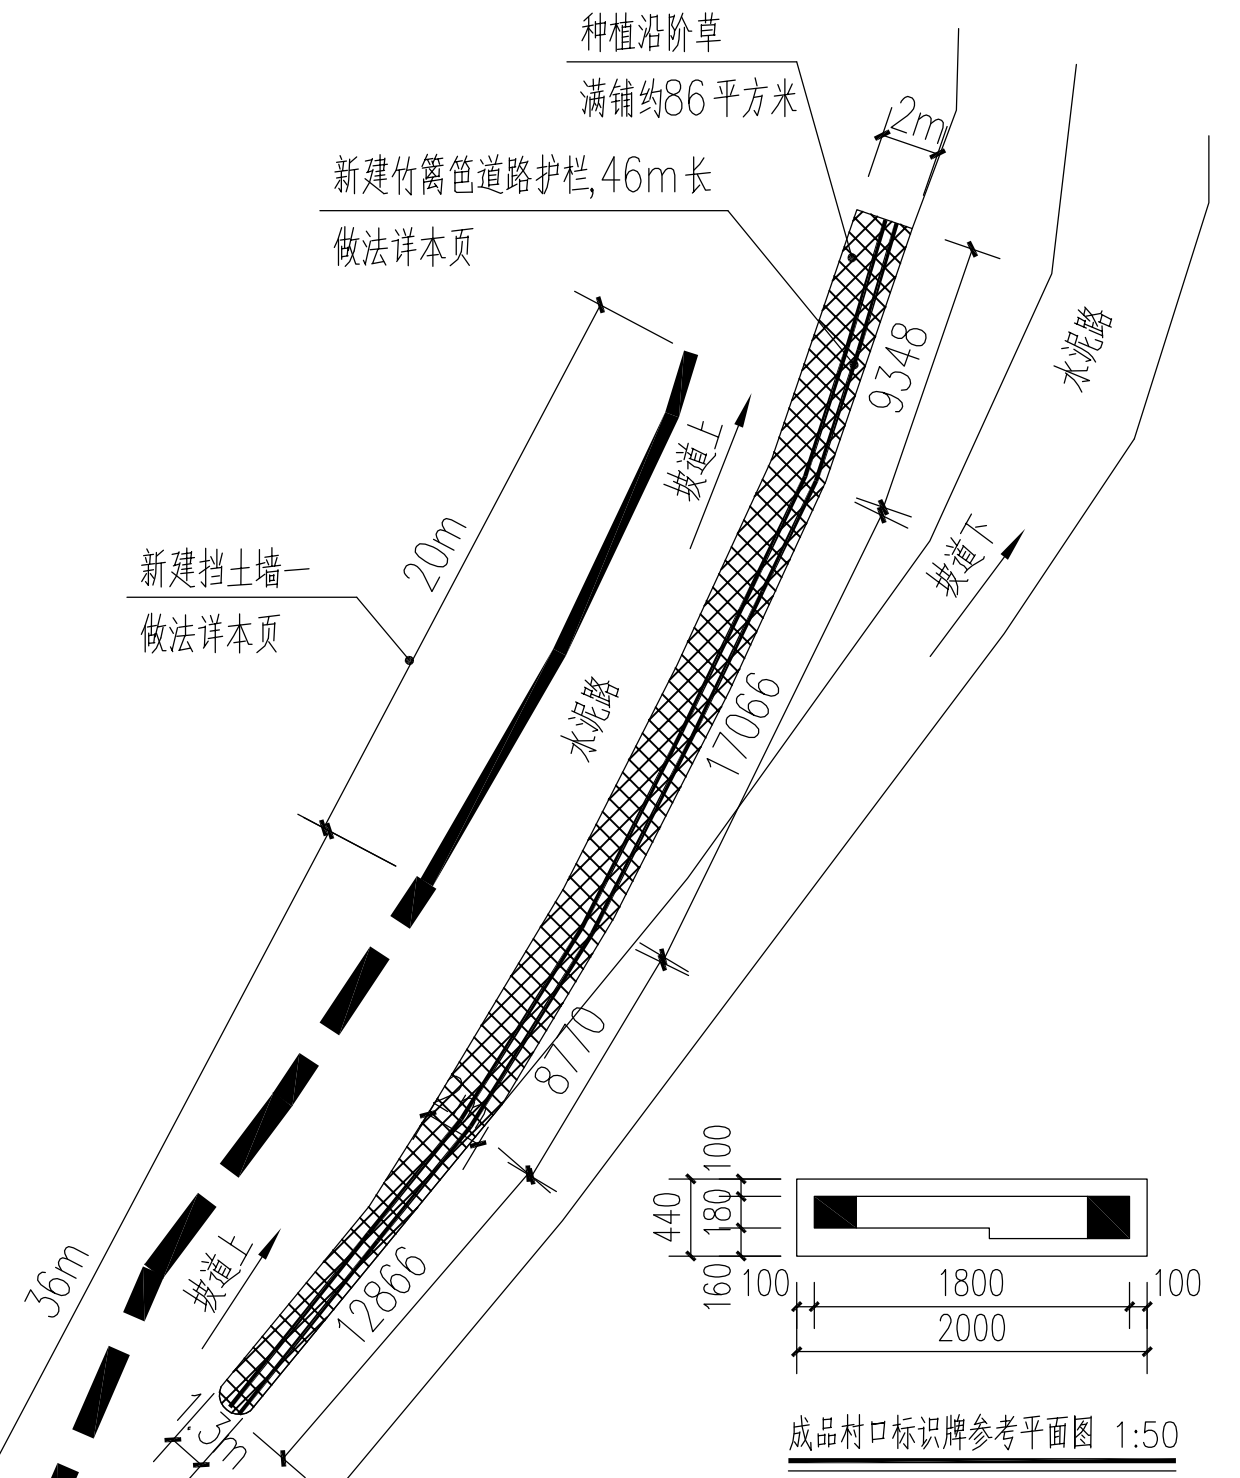 种植沿阶草
满铺约86平方米
2m
新建竹篱笆道路护栏,46m长
做法详本页
9348
水泥路
坡道上
20m
坡道下
新建挡土墙一
做法详本页
17066
水泥路
8770
100
180
440
160
36m
坡道上
12866
100
1800
100
2000
1.3m
成品村口标识牌参考平面图 1:50